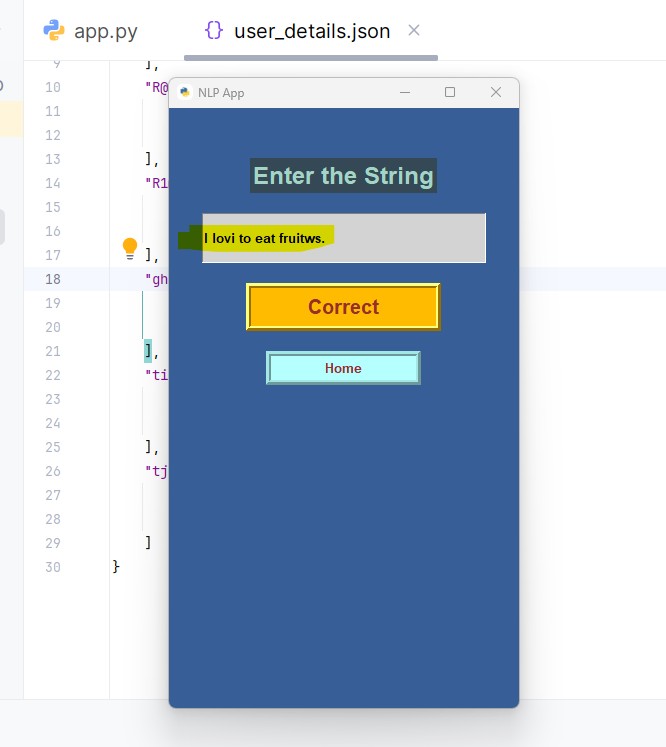 app.py
user_details.json
9 ],
10 "R@
11
12
13 ],
14 "R1
15
16
17 ],
18 "gh
19
20
21 ],
22 "ti
23
24
25 ],
26 "tj
27
28
29 ]
30 }
NLP App
Enter the String
I lovi to eat fruitws.
Correct
Home